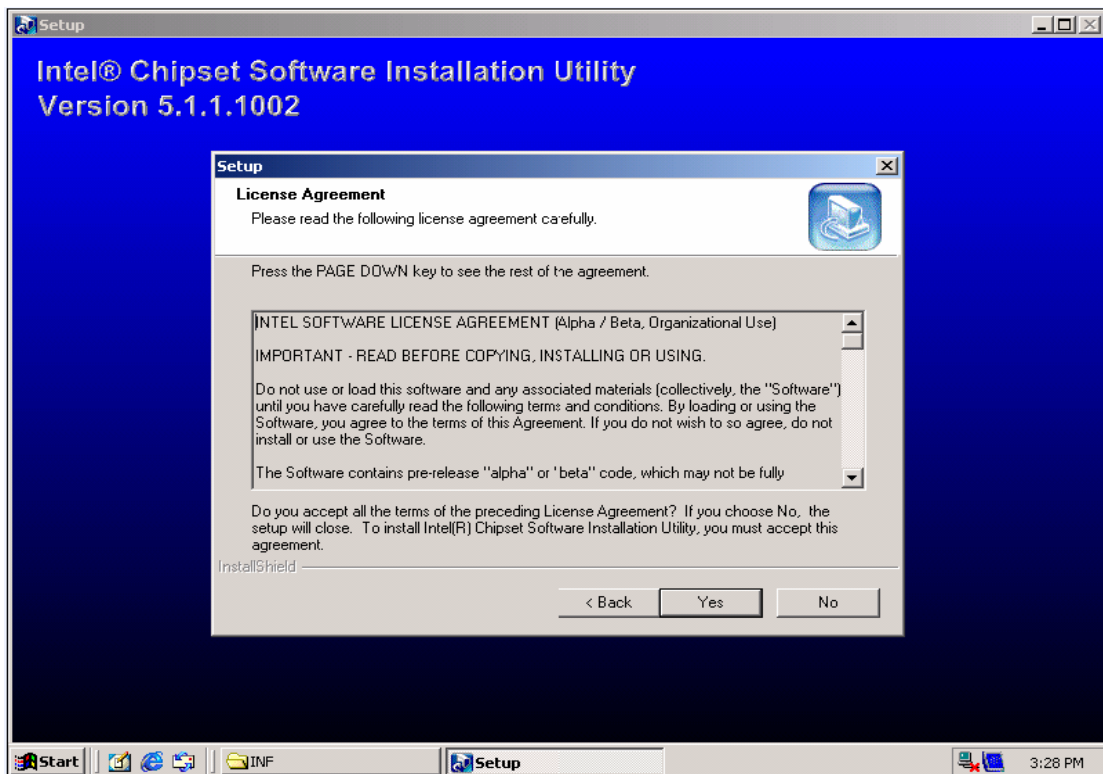 Setup
Intel® Chipset Software Installation Utility
Version 5.1.1.1002
Setup
License Agreement
Please read the following license agreement carefully.
Press the PAGE DOWN key to see the rest of the agreement.
INTEL SOFTWARE LICENSE AGREEMENT (Alpha / Beta, Organizational Use)
IMPORTANT - READ BEFORE COPYING, INSTALLING OR USING.
Do not use or load this software and any associated materials (collectively, the "Software")
until you have carefully read the following terms and conditions. By loading or using the
Software, you agree to the terms of this Agreement. If you do not wish to so agree, do not
install or use the Software.
The Software contains pre-release "alpha" or "beta" code, which may not be fully
Do you accept all the terms of the preceding License Agreement? If you choose No, the
setup will close. To install Intel(R) Chipset Software Installation Utility, you must accept this
agreement.
InstallShield
< Back
Yes
No
Start
INF
Setup
3:28 PM